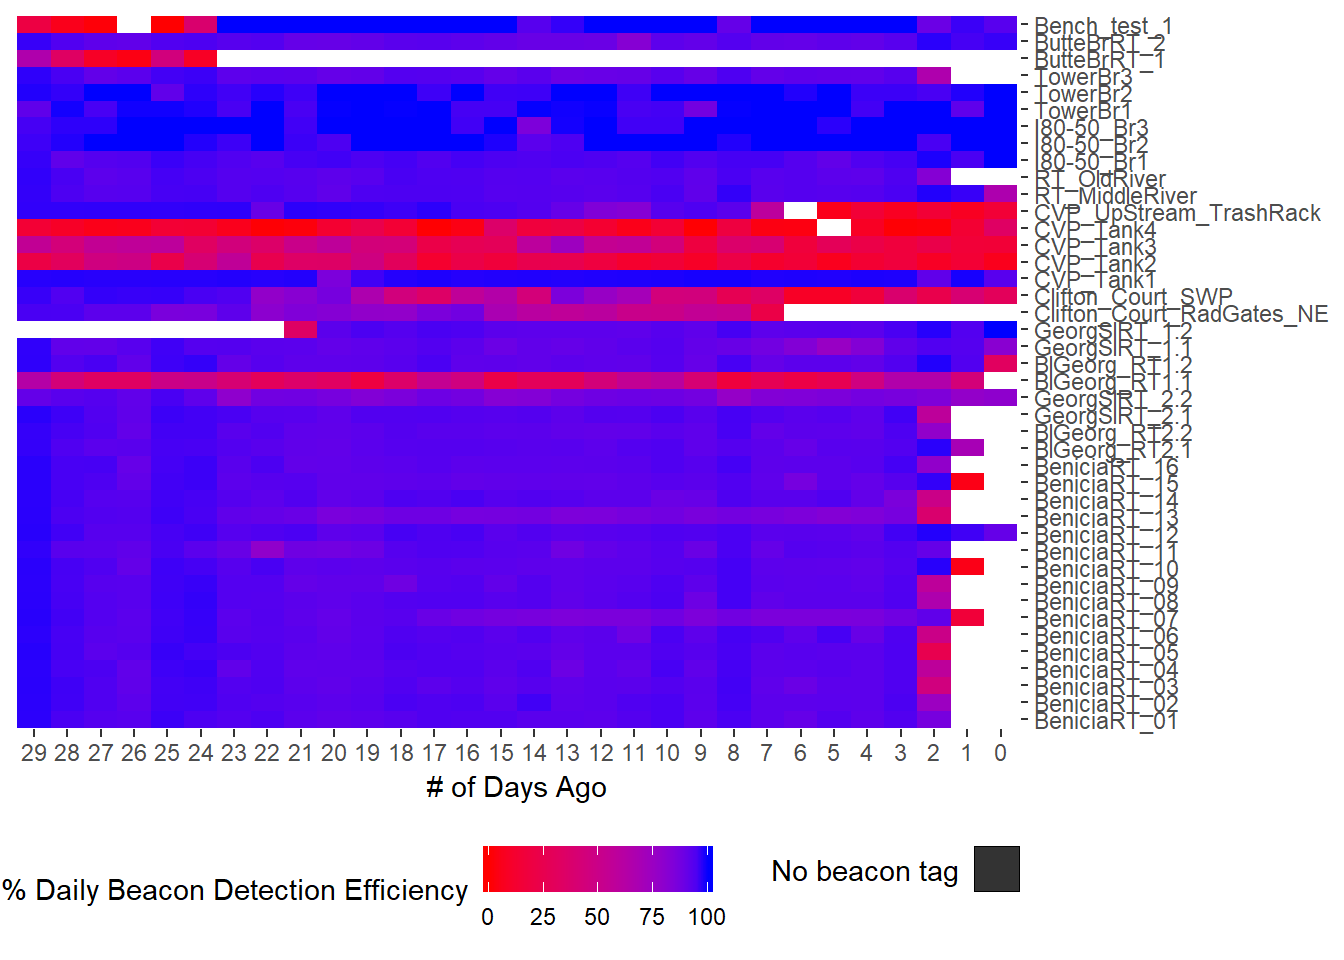 Bench_test_1
ButteBrRT_2
ButteBrRT_1
TowerBr3
TowerBr2
TowerBr1
I80-50_Br3
I80-50_Br2
I80-50_Br1
RT_OldRiver
RT_MiddleRiver
CVP_UpStream_TrashRack
CVP_Tank4
CVP_Tank3
CVP_Tank2
CVP_Tank1
Clifton_Court_SWP
Clifton_Court_RadGates_NE
GeorgSlRT_1.2
GeorgSlRT_1.1
BlGeorg_RT1.2
BlGeorg_RT1.1
GeorgSlRT_2.2
GeorgSlRT_2.1
BlGeorg_RT2.2
BlGeorg_RT2.1
BeniciaRT_16
BeniciaRT_15
BeniciaRT_14
BeniciaRT_13
BeniciaRT_12
BeniciaRT_11
BeniciaRT_10
BeniciaRT_09
BeniciaRT_08
BeniciaRT_07
BeniciaRT_06
BeniciaRT_05
BeniciaRT_04
BeniciaRT_03
BeniciaRT_02
BeniciaRT_01
29 28 27 26 25 24 23 22 21 20 19 18 17 16 15 14 13 12 11 10 9 8 7 6 5 4 3 2 1 0
# of Days Ago
% Daily Beacon Detection Efficiency
0 25 50 75 100
No beacon tag